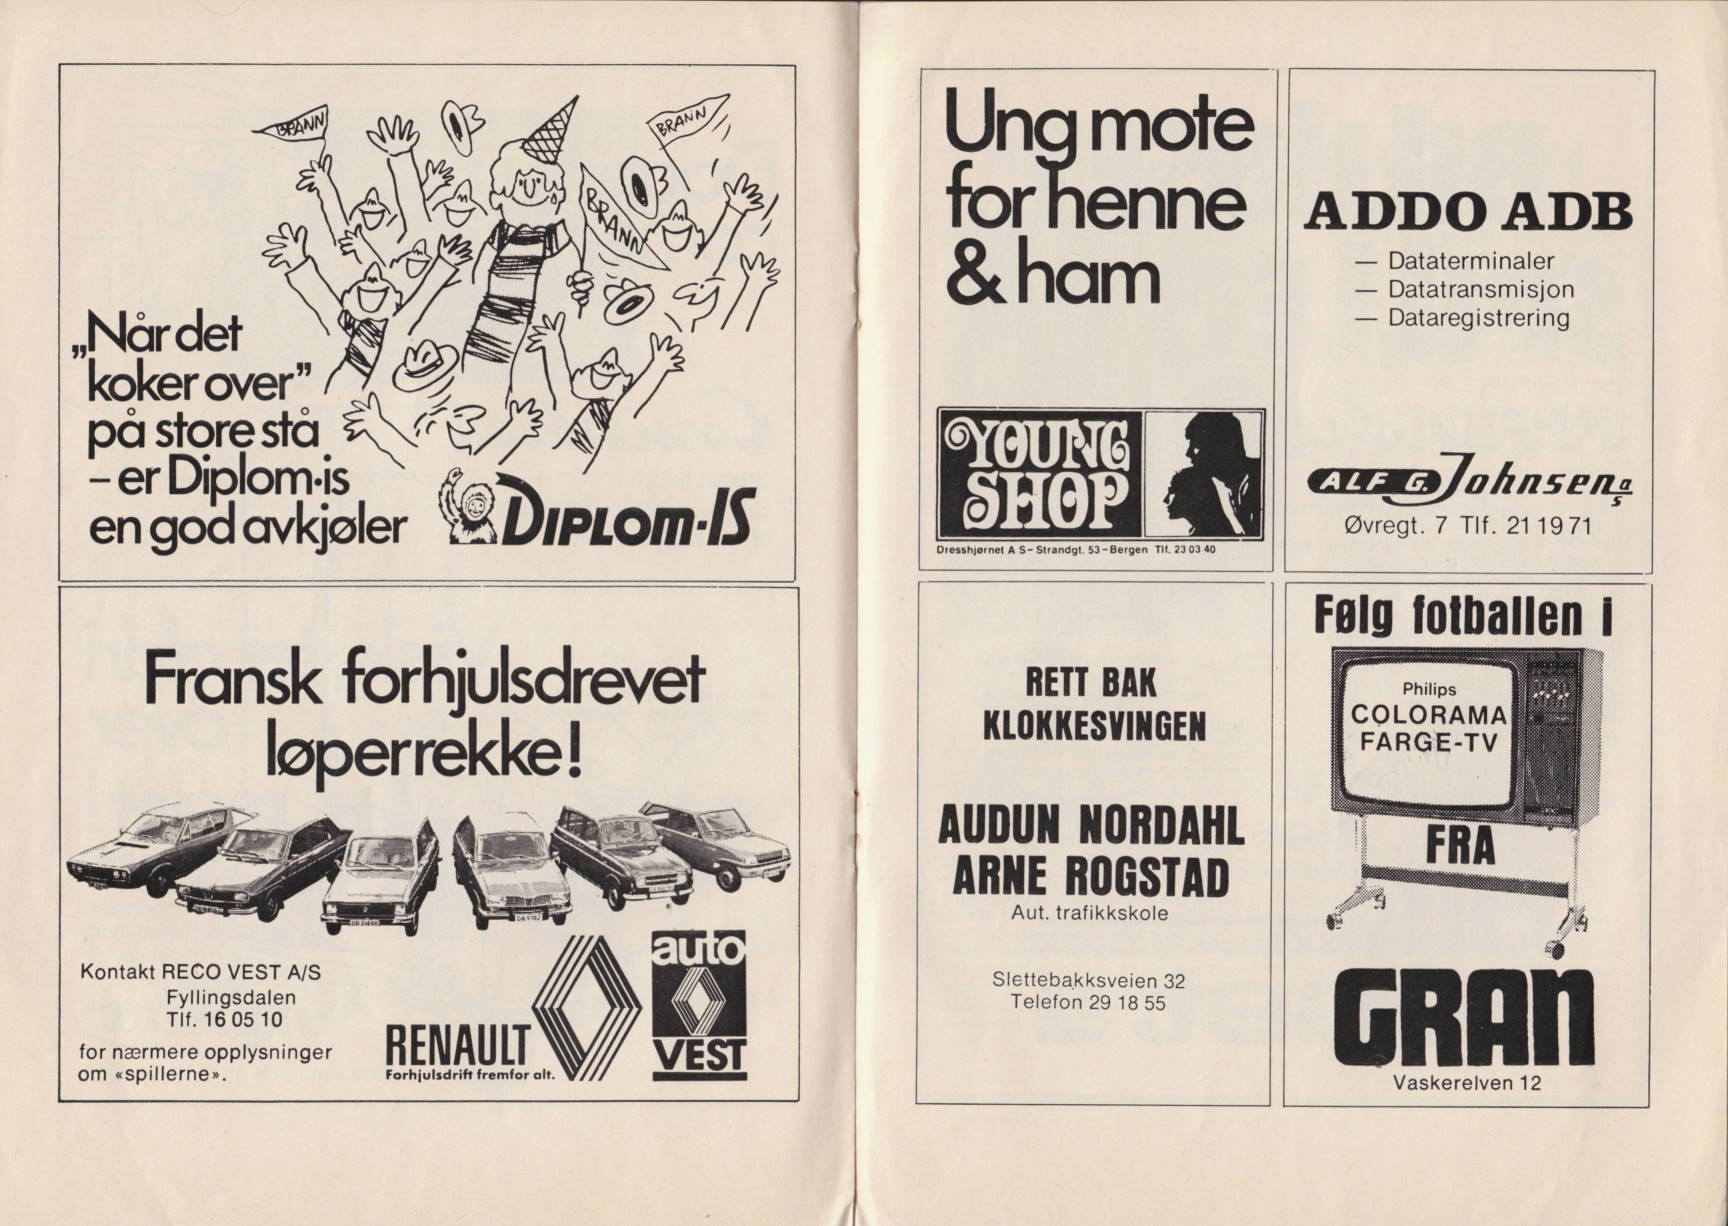 BRANN
BRANN
BRANN
„Når det
koker over”
på store stå
– er Diplom-is
en god avkjøler
DIPLOM-IS
Fransk forhjulsdrevet
løperrekke!
Kontakt RECO VEST A/S
Fyllingsdalen
Tlf. 16 05 10
for nærmere opplysninger
om «spillerne».
RENAULT
Forhjulsdrift fremfor alt.
auto
VEST
Ung mote
for henne
& ham
YOUNG
SHOP
Dresshjørnet A S– Strandgt. 53 – Bergen Tlf. 23 03 40
ADDO ADB
— Dataterminaler
— Datatransmisjon
— Dataregistrering
ALF G. Johnsen a/s
Øvregt. 7 Tlf. 21 19 71
RETT BAK
KLOKKESVINGEN
AUDUN NORDAHL
ARNE ROGSTAD
Aut. trafikkskole
Slettebakksveien 32
Telefon 29 18 55
Følg fotballen i
Philips
COLORAMA
FARGE-TV
FRA
GRAN
Vaskerelven 12